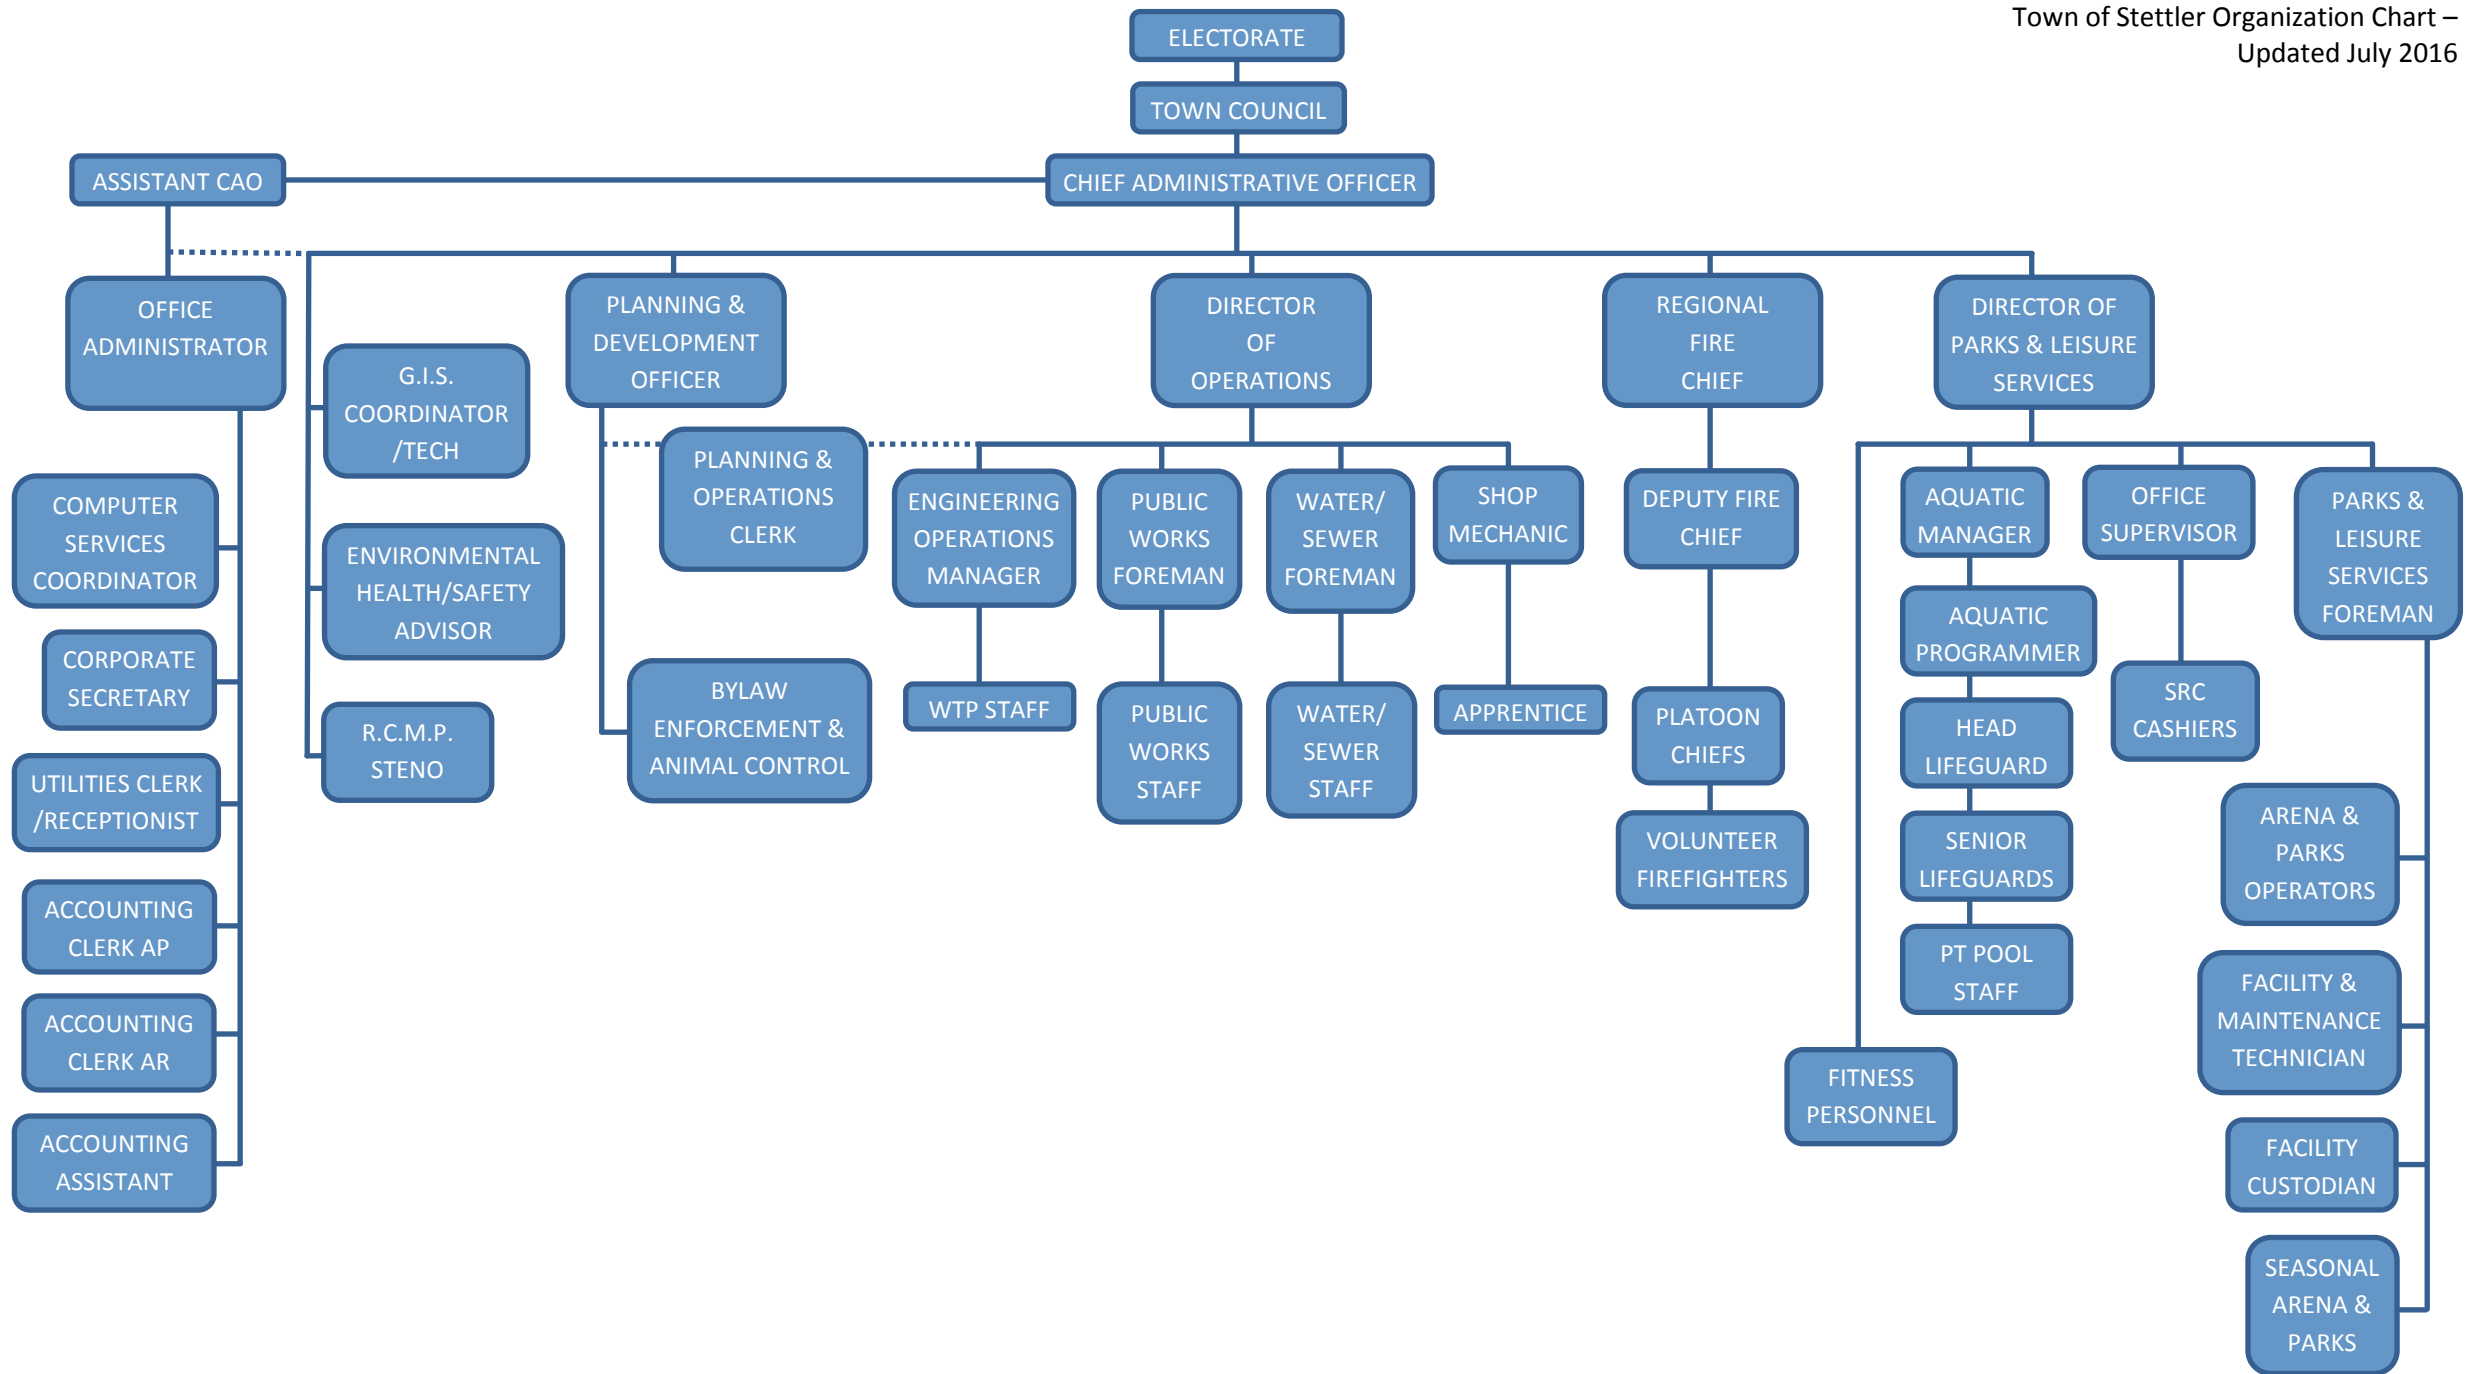 Town of Stettler Organization Chart –
Updated July 2016
ELECTORATE
TOWN COUNCIL
ASSISTANT CAO
CHIEF ADMINISTRATIVE OFFICER
OFFICE
ADMINISTRATOR
COMPUTER
SERVICES
COORDINATOR
CORPORATE
SECRETARY
UTILITIES CLERK
/RECEPTIONIST
ACCOUNTING
CLERK AP
ACCOUNTING
CLERK AR
ACCOUNTING
ASSISTANT
G.I.S.
COORDINATOR
/TECH
ENVIRONMENTAL
HEALTH/SAFETY
ADVISOR
R.C.M.P.
STENO
PLANNING &
DEVELOPMENT
OFFICER
PLANNING &
OPERATIONS
CLERK
BYLAW
ENFORCEMENT &
ANIMAL CONTROL
DIRECTOR
OF
OPERATIONS
ENGINEERING
OPERATIONS
MANAGER
WTP STAFF
PUBLIC
WORKS
FOREMAN
PUBLIC
WORKS
STAFF
WATER/
SEWER
FOREMAN
WATER/
SEWER
STAFF
SHOP
MECHANIC
APPRENTICE
REGIONAL
FIRE
CHIEF
DEPUTY FIRE
CHIEF
PLATOON
CHIEFS
VOLUNTEER
FIREFIGHTERS
DIRECTOR OF
PARKS & LEISURE
SERVICES
FITNESS
PERSONNEL
AQUATIC
MANAGER
AQUATIC
PROGRAMMER
HEAD
LIFEGUARD
SENIOR
LIFEGUARDS
PT POOL
STAFF
OFFICE
SUPERVISOR
SRC
CASHIERS
PARKS &
LEISURE
SERVICES
FOREMAN
ARENA &
PARKS
OPERATORS
FACILITY &
MAINTENANCE
TECHNICIAN
FACILITY
CUSTODIAN
SEASONAL
ARENA &
PARKS